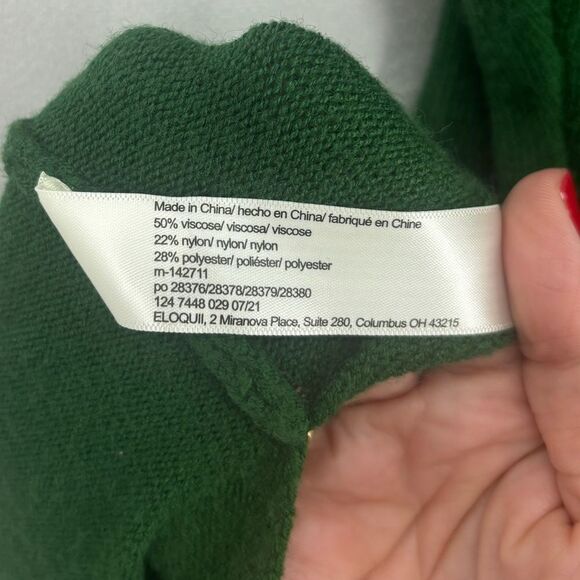 Made in China/ hecho en China/ fabriqué en Chine
50% viscose/ viscosa/ viscose
22% nylon/ nylon/ nylon
28% polyester/ poliéster/ polyester
m-142711
po 28376/28378/28379/28380
124 7448 029 07/21
ELOQUII, 2 Miranova Place, Suite 280, Columbus OH 43215